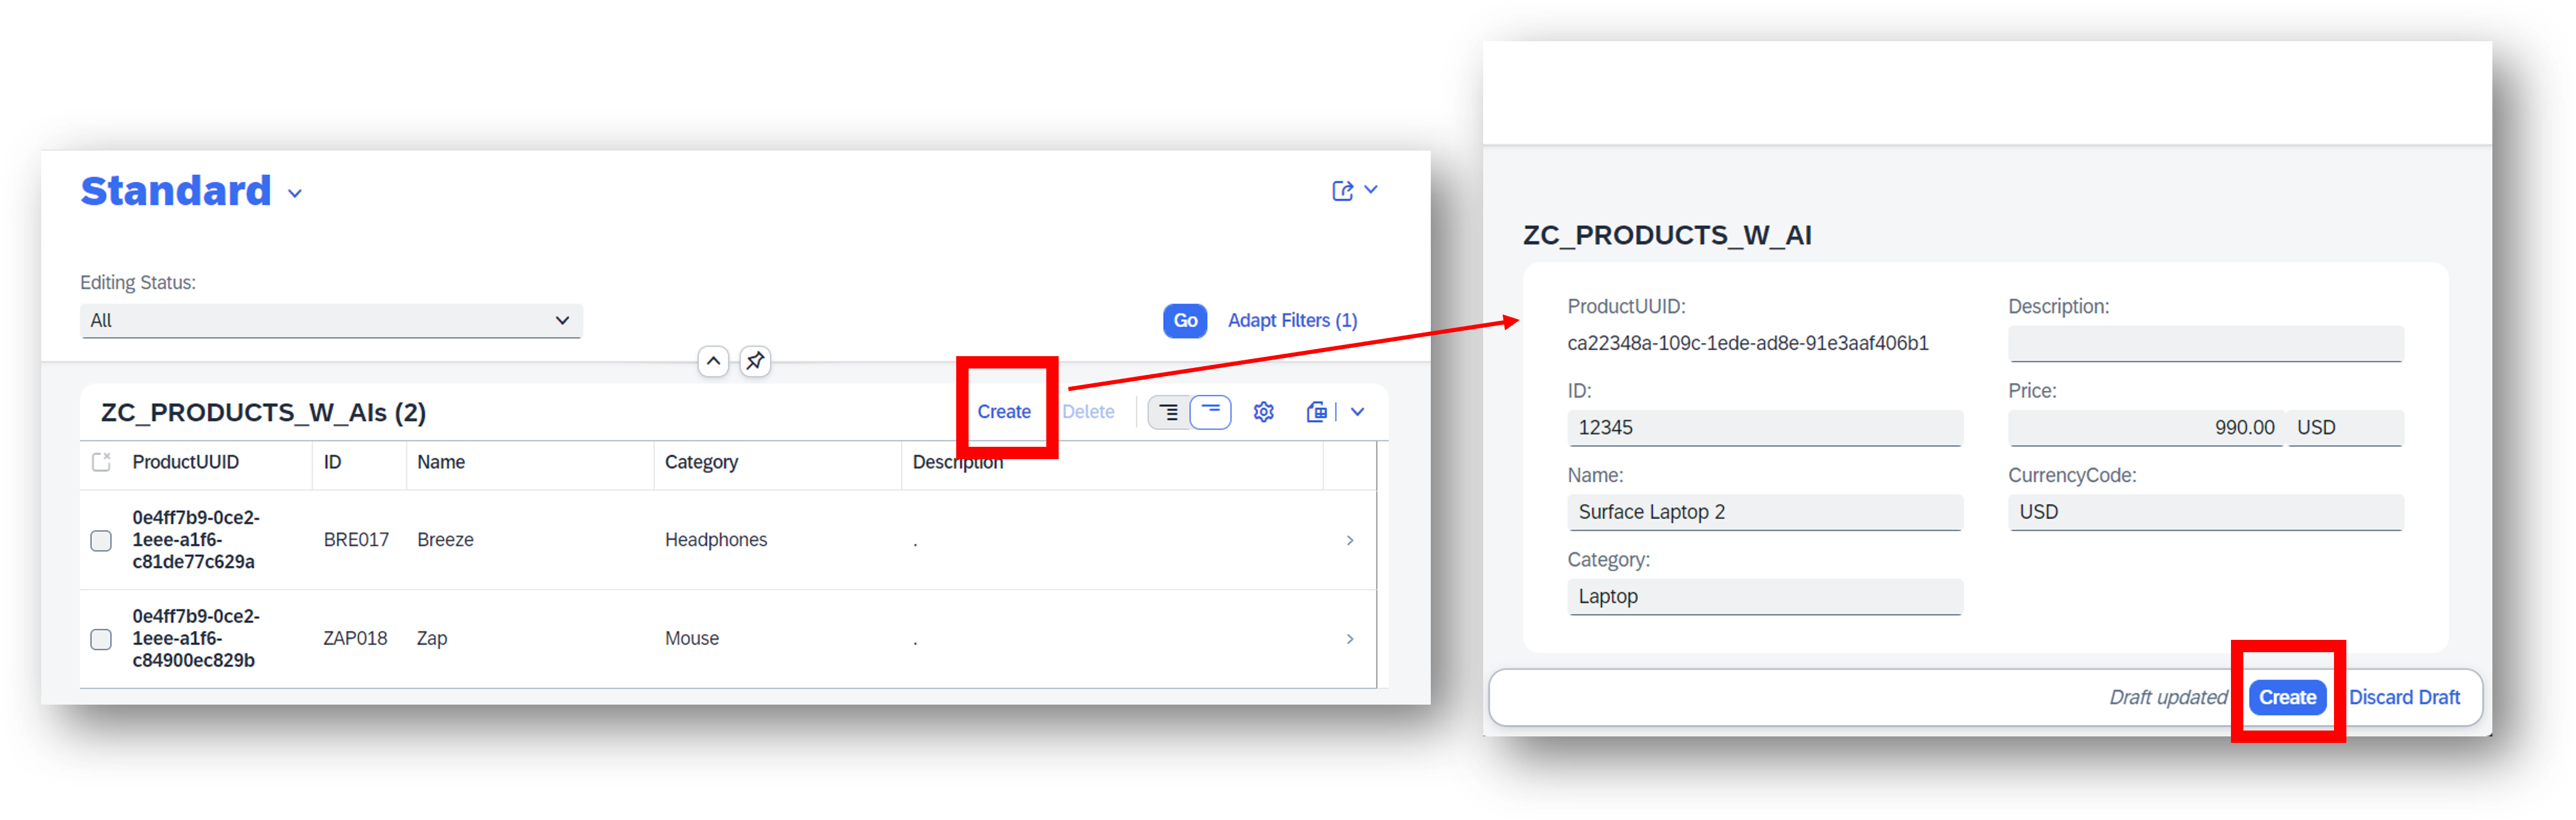 Standard
Editing Status:
All
Go
Adapt Filters (1)
ZC_PRODUCTS_W_AIs (2)
Create
Delete
ProductUUID
ID
Name
Category
Description
0e4ff7b9-0ce2-
1eee-a1f6-
c81de77c629a
BRE017
Breeze
Headphones
.
0e4ff7b9-0ce2-
1eee-a1f6-
c84900ec829b
ZAP018
Zap
Mouse
.
ZC_PRODUCTS_W_AI
ProductUUID:
ca22348a-109c-1ede-ad8e-91e3aaf406b1
ID:
12345
Name:
Surface Laptop 2
Category:
Laptop
Description:
Price:
990.00 USD
CurrencyCode:
USD
Draft updated
Create
Discard Draft